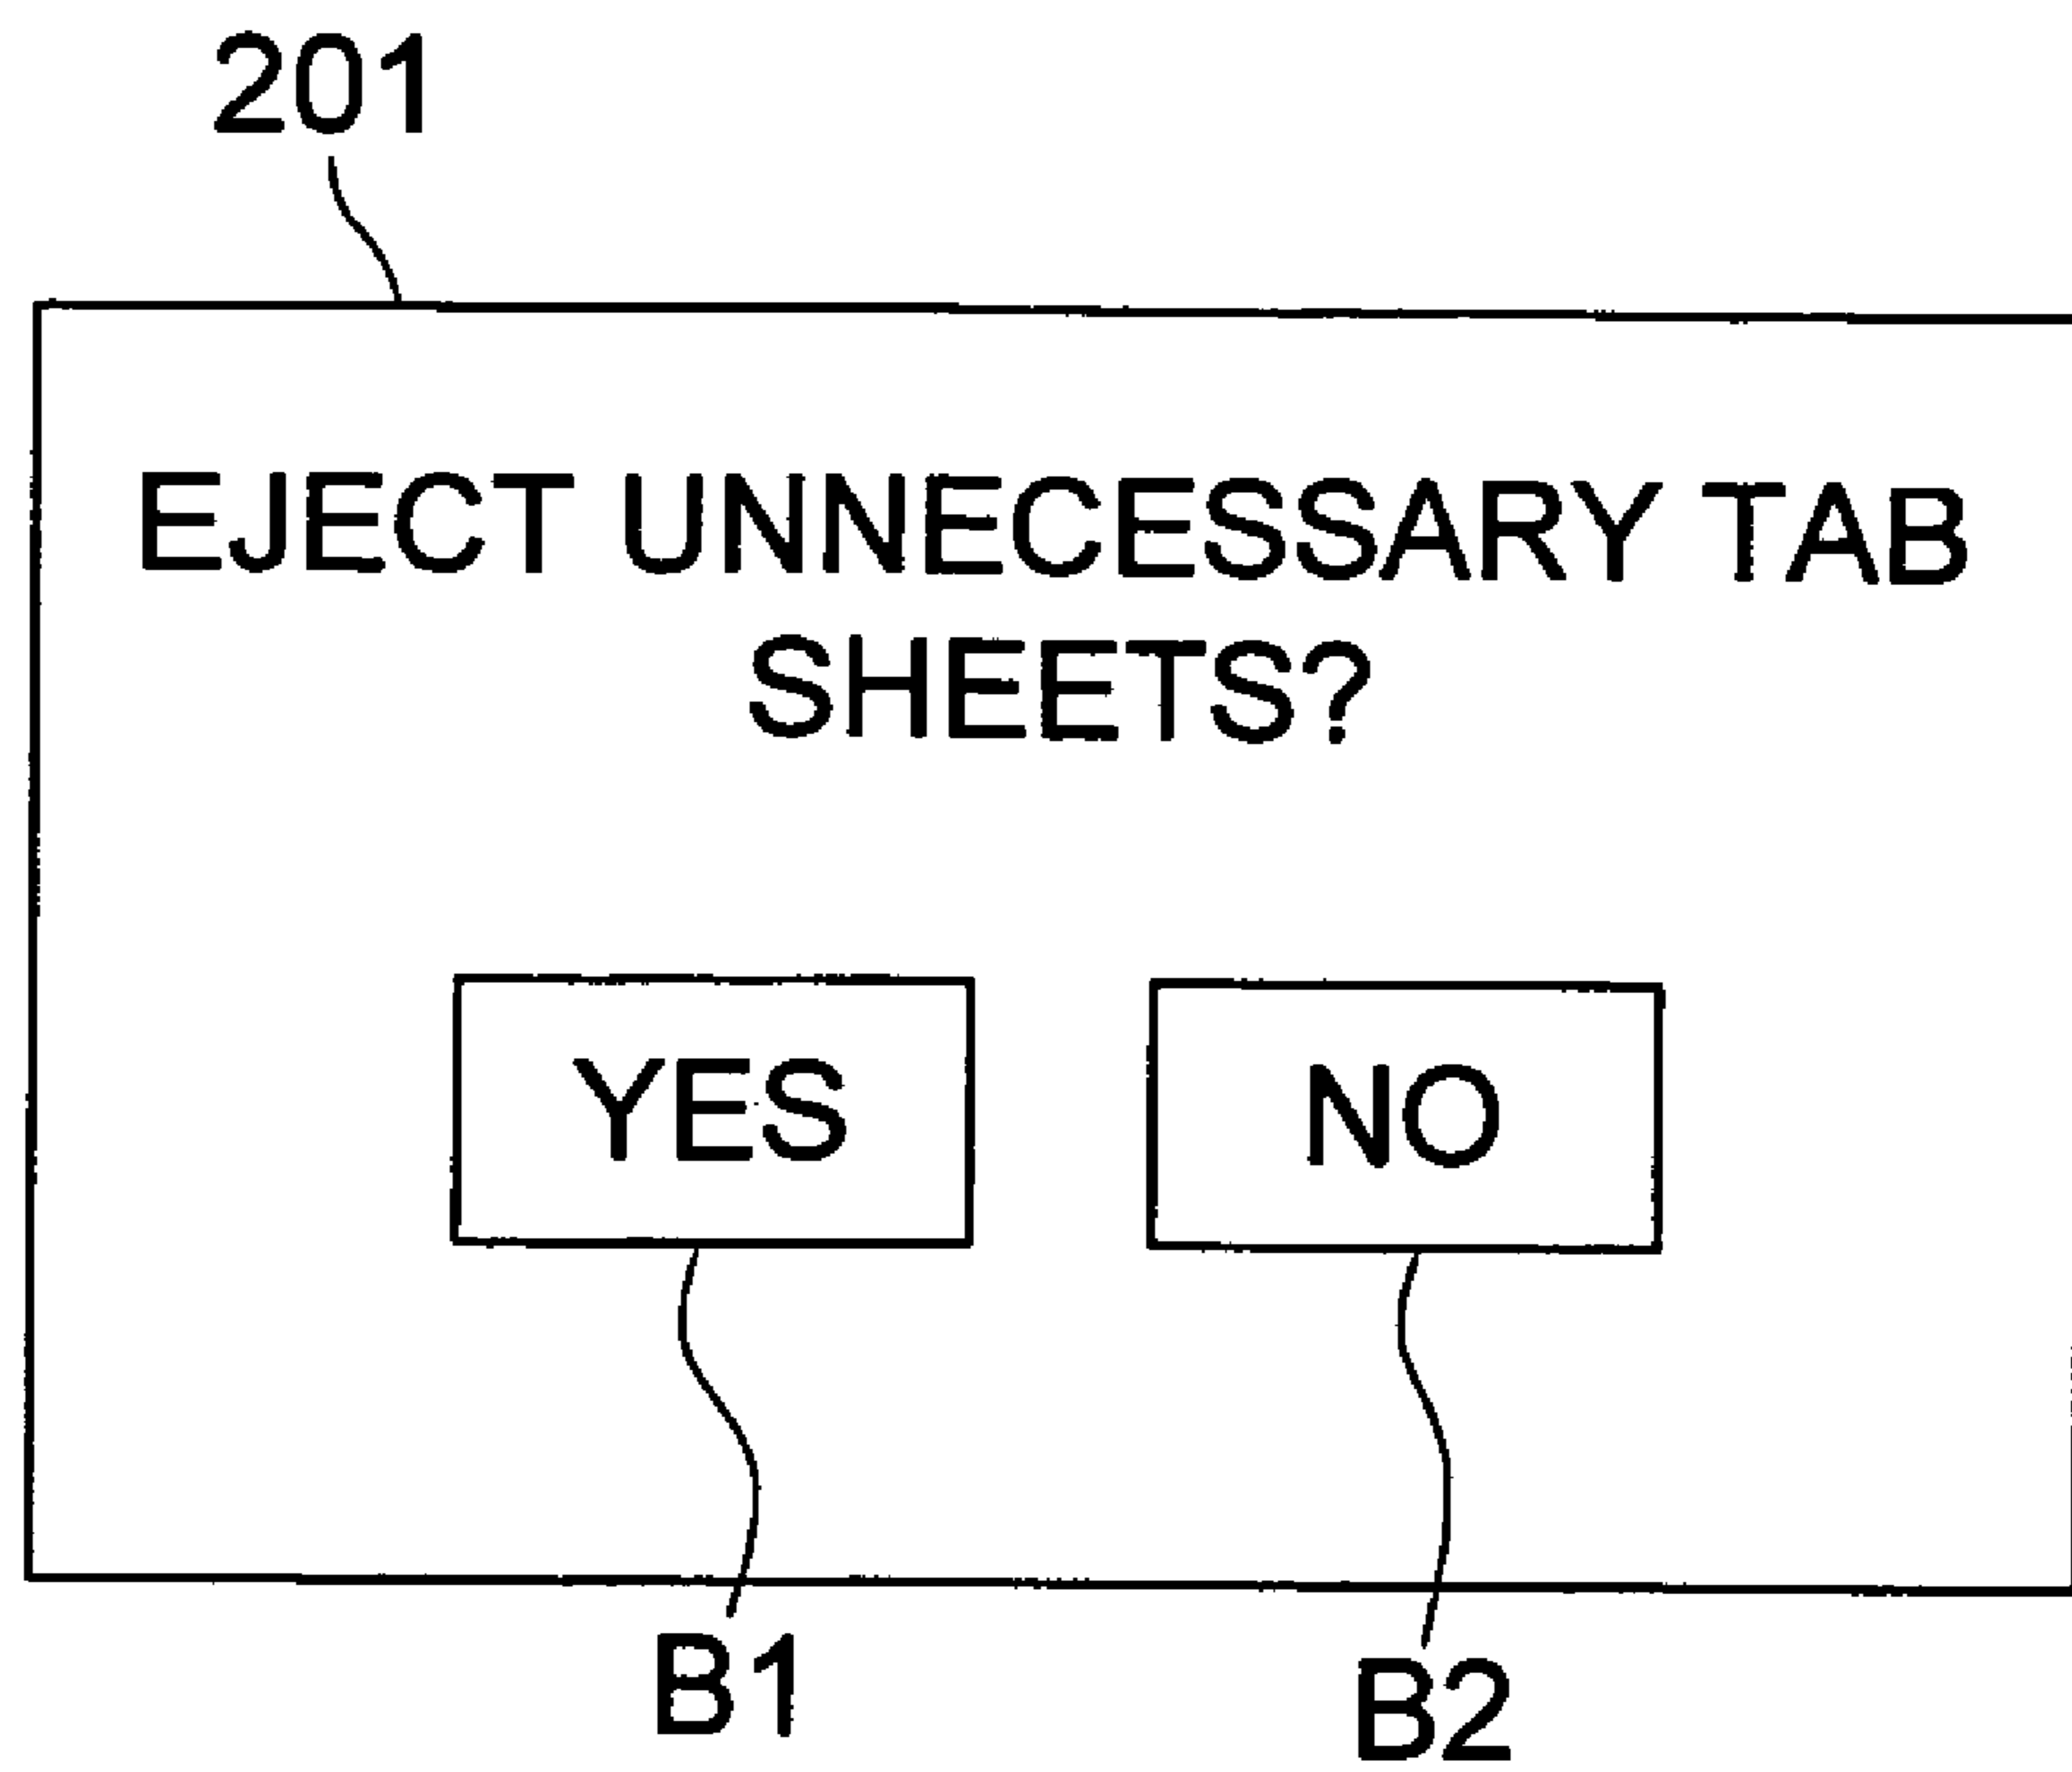 201
EJECT UNNECESSARY TAB
SHEETS?
YES NO
B1 B2